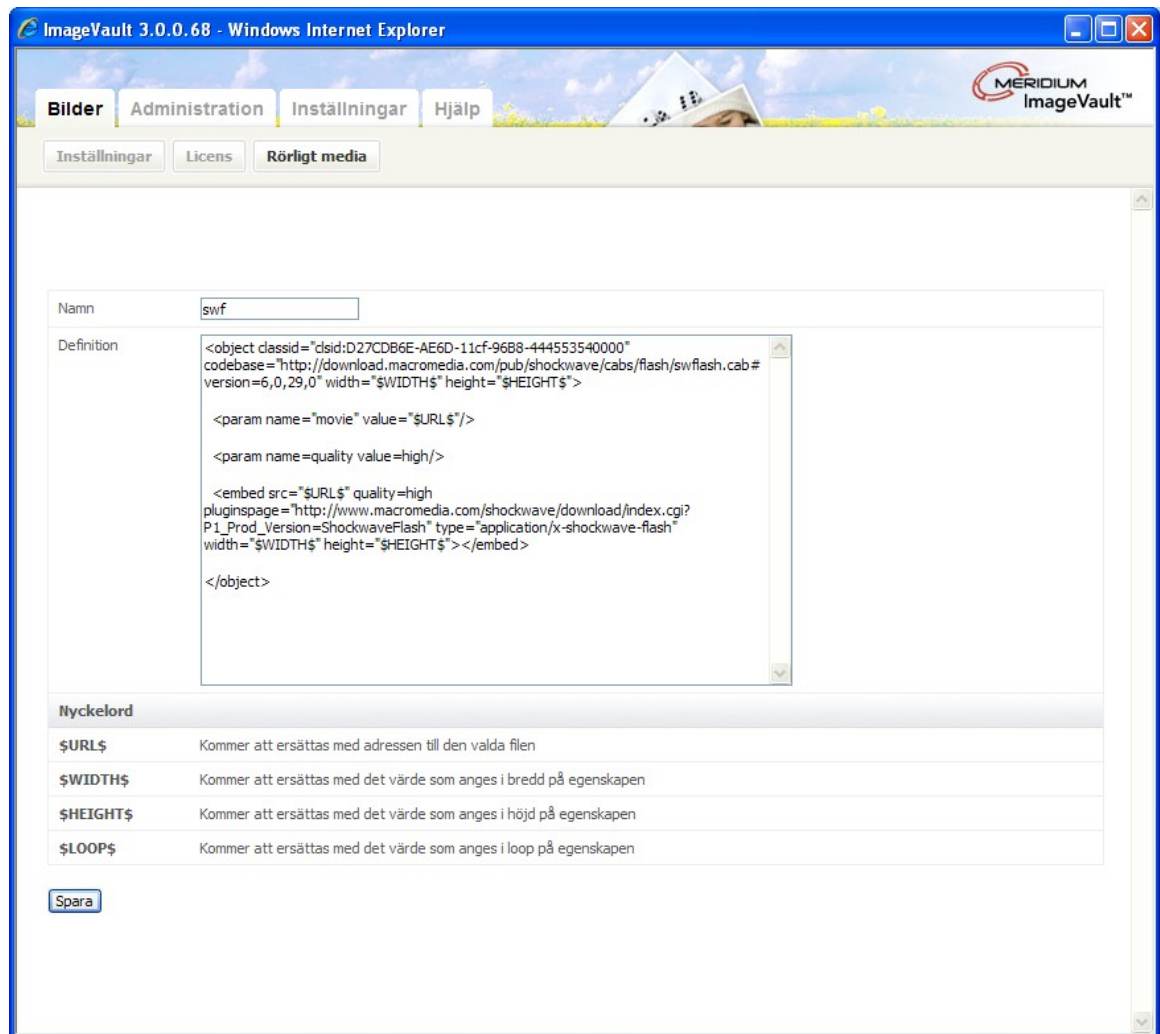 ImageVault 3.0.0.68 - Windows Internet Explorer
MERIDIUM
ImageVault™
Bilder Administration Inställningar Hjälp
Inställningar Licens Rörligt media
Namn swf
Definition <object classid="clsid:D27CDB6E-AE6D-11cf-96B8-444553540000"
codebase="http://download.macromedia.com/pub/shockwave/cabs/flash/swflash.cab#
version=6,0,29,0" width="$WIDTH$" height="$HEIGHT$">
<param name="movie" value="$URL$"/>
<param name=quality value=high/>
<embed src="$URL$" quality=high
pluginspage="http://www.macromedia.com/shockwave/download/index.cgi?
P1_Prod_Version=ShockwaveFlash" type="application/x-shockwave-flash"
width="$WIDTH$" height="$HEIGHT$"></embed>
</object>
Nyckelord
$URL$ Kommer att ersättas med adressen till den valda filen
$WIDTH$ Kommer att ersättas med det värde som anges i bredd på egenskapen
$HEIGHT$ Kommer att ersättas med det värde som anges i höjd på egenskapen
$LOOP$ Kommer att ersättas med det värde som anges i loop på egenskapen
Spara